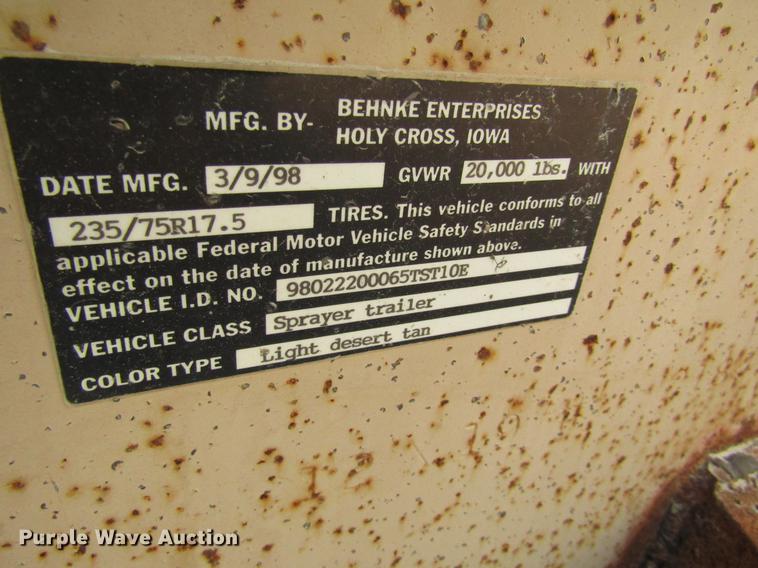 MFG. BY- BEHNKE ENTERPRISES
HOLY CROSS, IOWA
DATE MFG. 3/9/98 GVWR 20,000 lbs. WITH
235/75R17.5 TIRES. This vehicle conforms to all
applicable Federal Motor Vehicle Safety Standards in
effect on the date of manufacture shown above.
VEHICLE I.D. NO. 98022200065TST10E
VEHICLE CLASS Sprayer trailer
COLOR TYPE Light desert tan
Purple Wave Auction